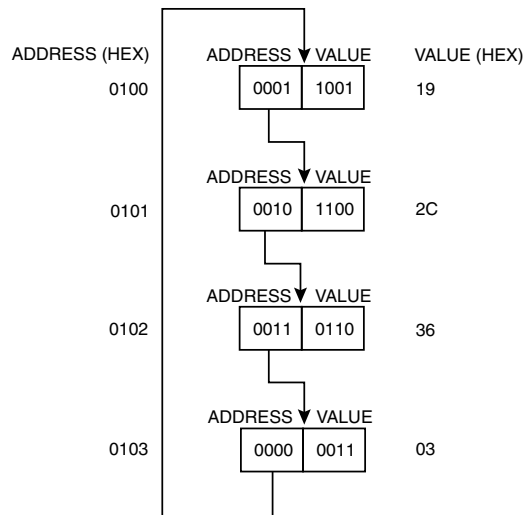 ADDRESS (HEX) ADDRESS VALUE VALUE (HEX)
0100 0001 1001 19
ADDRESS VALUE
0101 0010 1100 2C
ADDRESS VALUE
0102 0011 0110 36
ADDRESS VALUE
0103 0000 0011 03